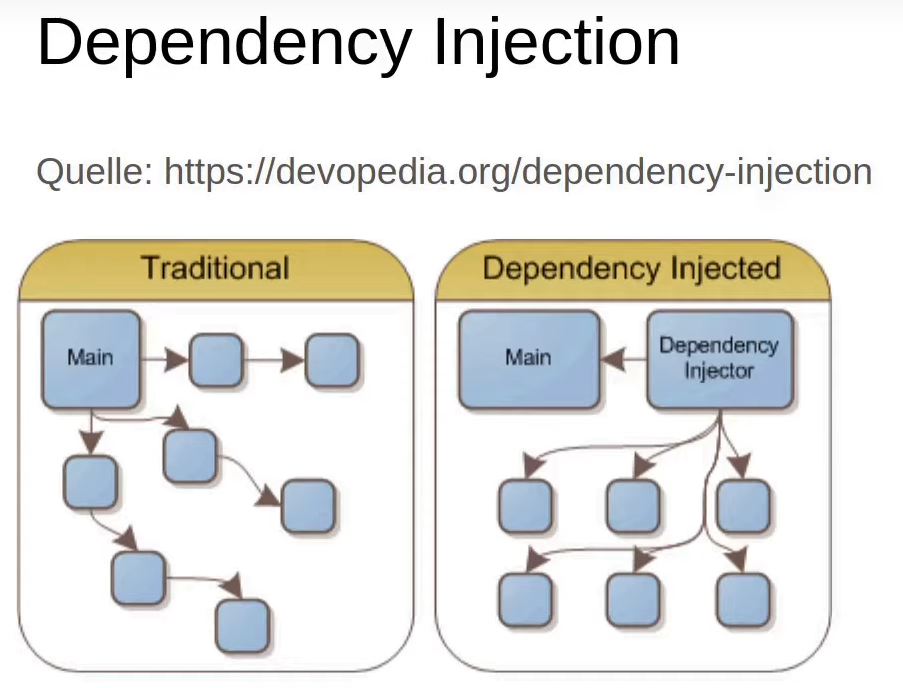 Dependency Injection
Quelle: https://devopedia.org/dependency-injection
Traditional
Main
Dependency Injected
Main
Dependency
Injector